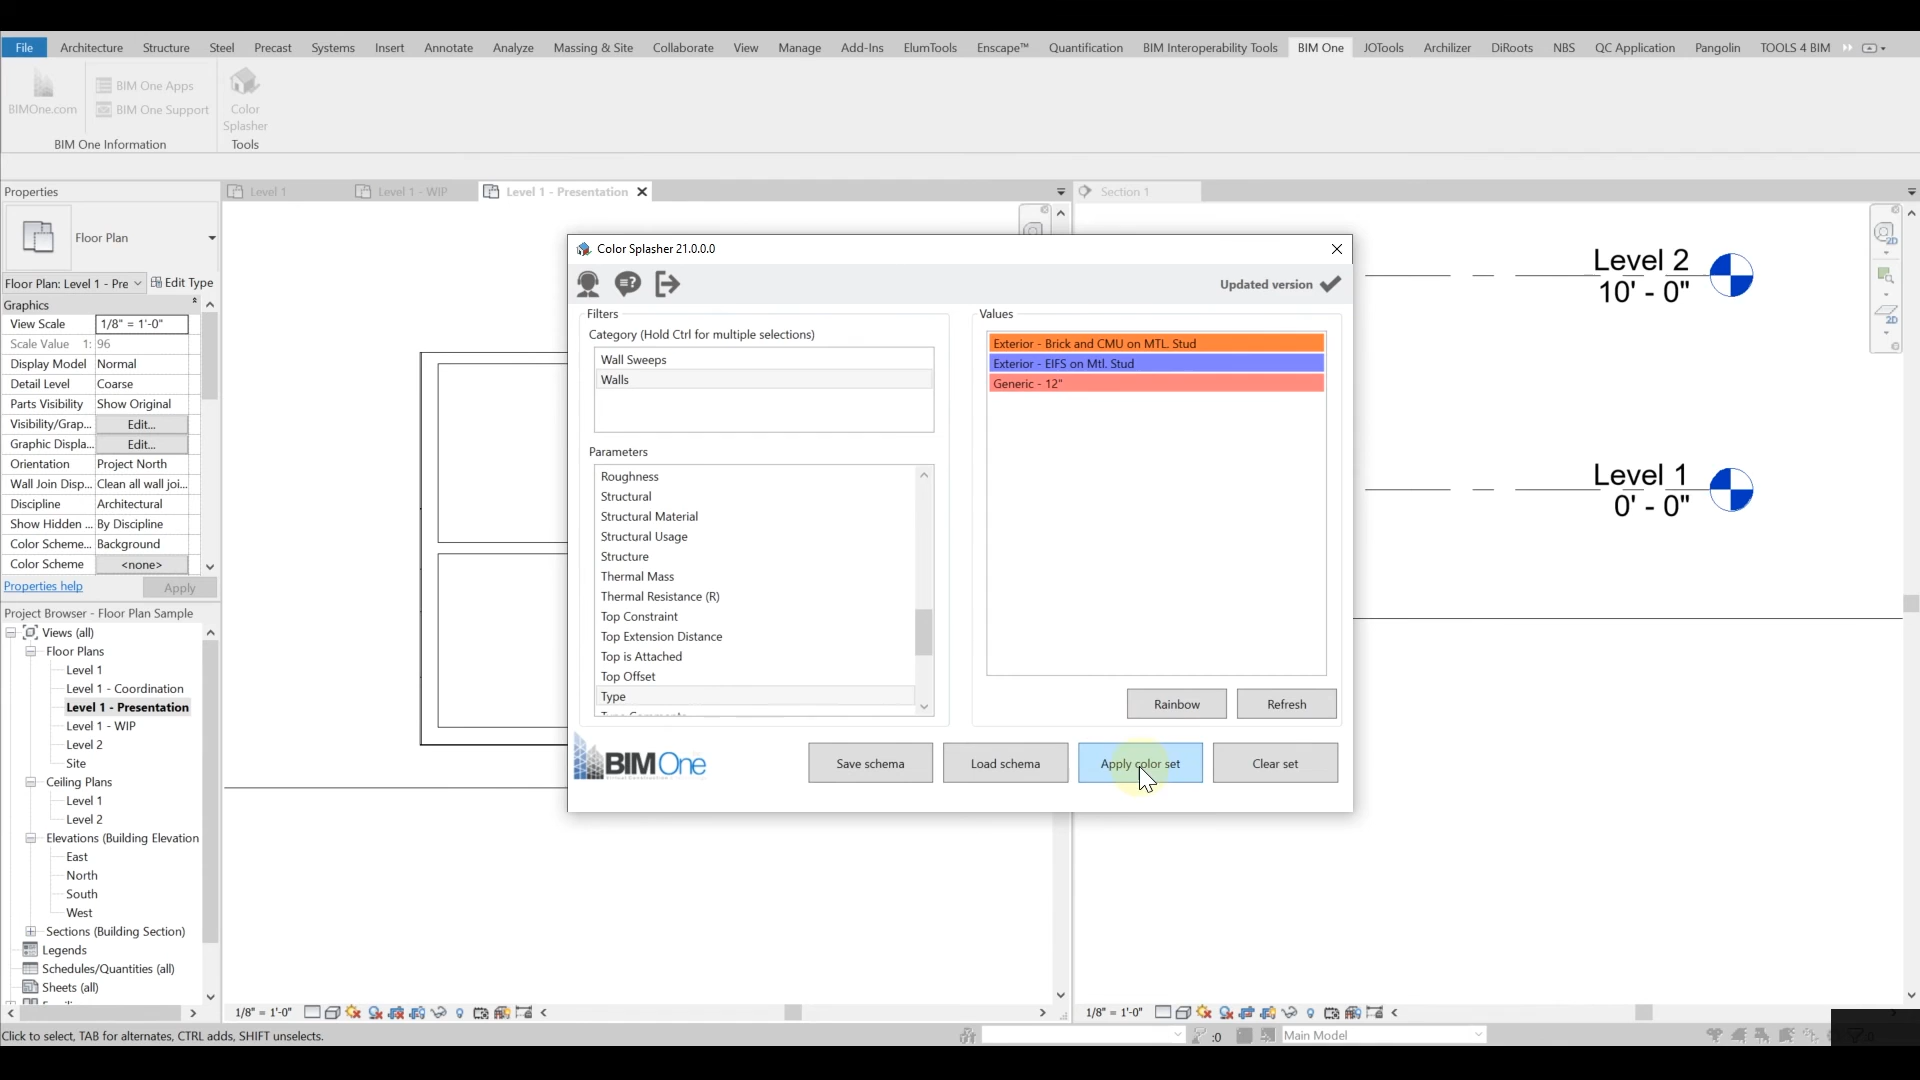 File Architecture Structure Steel Precast Systems Insert Annotate Analyze Massing & Site Collaborate View Manage Add-Ins ElumTools Enscape™ Quantification BIM Interoperability Tools BIM One JOTools Archilizer DiRoots NBS QC Application Pangolin TOOLS 4 BIM
BIMOne.com
BIM One Apps
BIM One Support
Color
Splasher
BIM One Information
Tools
Properties
Level 1
Level 1 - WIP
Level 1 - Presentation
Section 1
Floor Plan
Floor Plan: Level 1 - Pre
Edit Type
Graphics
View Scale 1/8" = 1'-0"
Scale Value 1: 96
Display Model Normal
Detail Level Coarse
Parts Visibility Show Original
Visibility/Grap... Edit...
Graphic Displa... Edit...
Orientation Project North
Wall Join Disp... Clean all wall joi...
Discipline Architectural
Show Hidden ... By Discipline
Color Scheme... Background
Color Scheme <none>
Properties help
Apply
Project Browser - Floor Plan Sample
Views (all)
Floor Plans
Level 1
Level 1 - Coordination
Level 1 - Presentation
Level 1 - WIP
Level 2
Site
Ceiling Plans
Level 1
Level 2
Elevations (Building Elevation
East
North
South
West
Sections (Building Section)
Legends
Schedules/Quantities (all)
Sheets (all)
Color Splasher 21.0.0.0
Updated version
Filters
Category (Hold Ctrl for multiple selections)
Wall Sweeps
Walls
Parameters
Roughness
Structural
Structural Material
Structural Usage
Structure
Thermal Mass
Thermal Resistance (R)
Top Constraint
Top Extension Distance
Top is Attached
Top Offset
Type
Values
Exterior - Brick and CMU on MTL. Stud
Exterior - EIFS on Mtl. Stud
Generic - 12"
Rainbow
Refresh
BIM One
Save schema
Load schema
Apply color set
Clear set
Level 2
10' - 0"
Level 1
0' - 0"
2D
2D
1/8" = 1'-0"
1/8" = 1'-0"
Click to select, TAB for alternates, CTRL adds, SHIFT unselects.
:0
Main Model